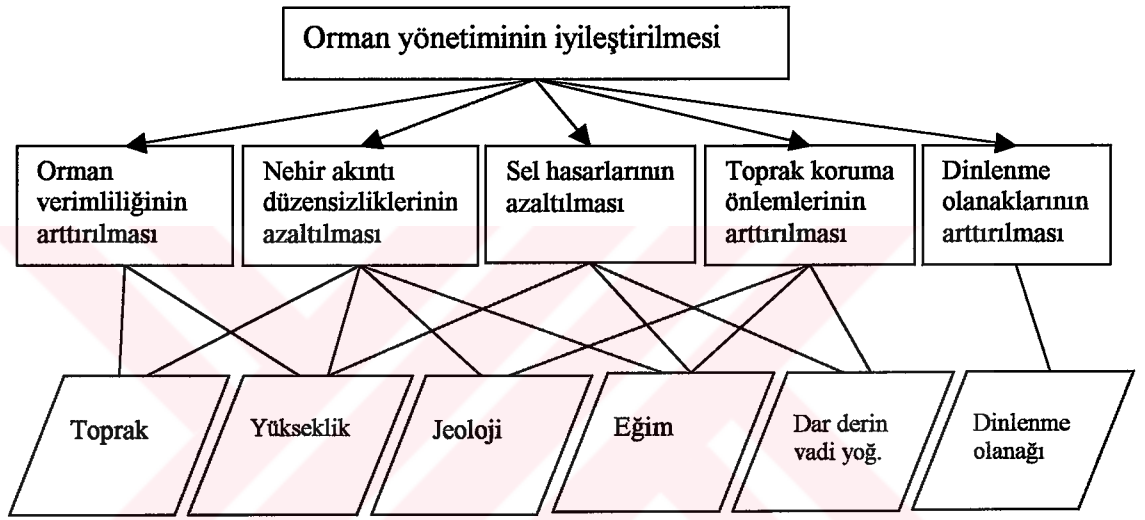 Orman yönetiminin iyileştirilmesi
Orman
verimliliğinin
arttırılması
Nehir akıntı
düzensizliklerinin
azaltılması
Sel hasarlarının
azaltılması
Toprak koruma
önlemlerinin
arttırılması
Dinlenme
olanaklarının
arttırılması
Toprak
Yükseklik
Jeoloji
Eğim
Dar derin
vadi yoğ.
Dinlenme
olanağı